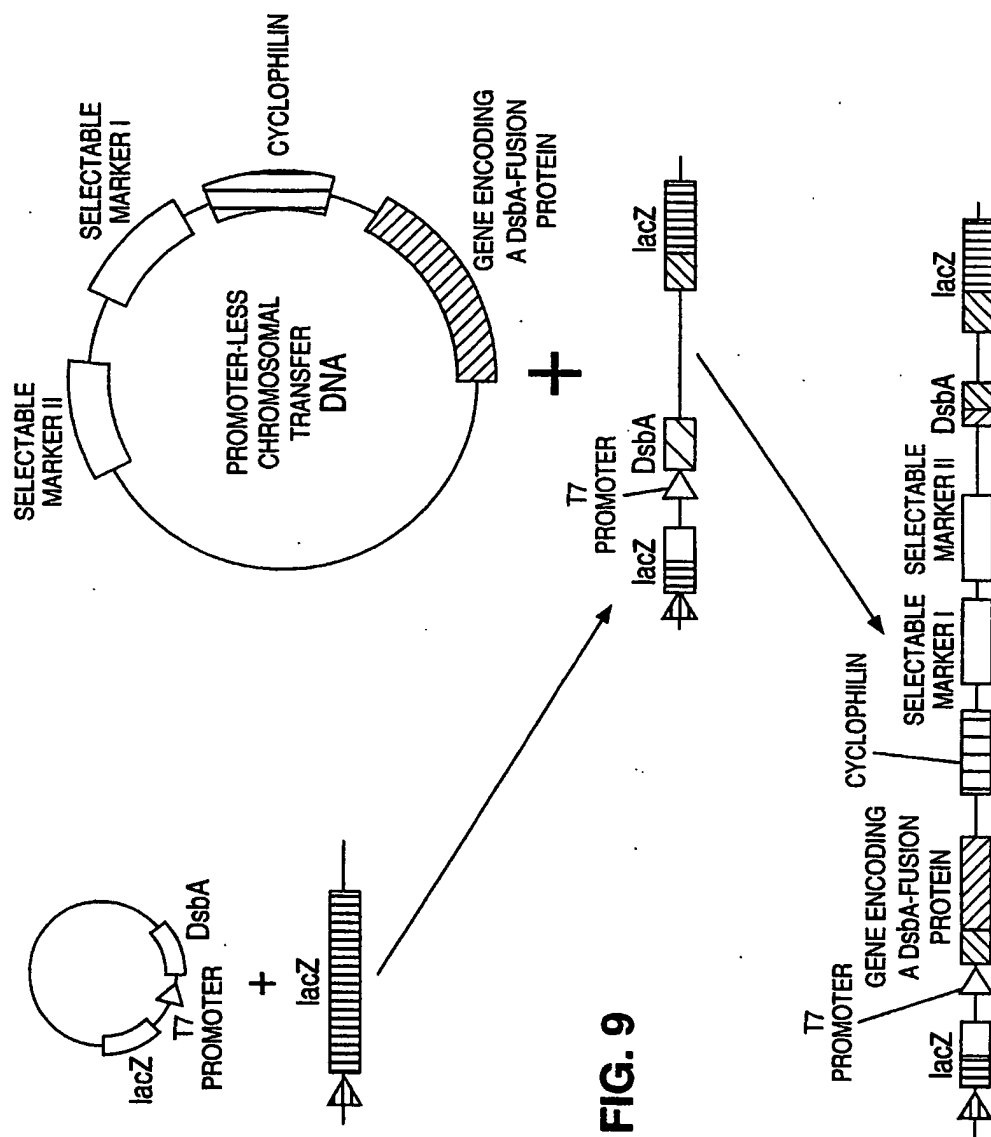 lacZ
T7
PROMOTER
DsbA
+
lacZ
SELECTABLE
MARKER II
SELECTABLE
MARKER I
CYCLOPHILIN
GENE ENCODING
A DsbA-FUSION
PROTEIN
PROMOTER-LESS
CHROMOSOMAL
TRANSFER
DNA
+
lacZ
T7
PROMOTER
DsbA
lacZ
FIG. 9
lacZ
T7
PROMOTER
GENE ENCODING
A DsbA-FUSION
PROTEIN
CYCLOPHILIN
SELECTABLE
MARKER I
SELECTABLE
MARKER II
DsbA
lacZ